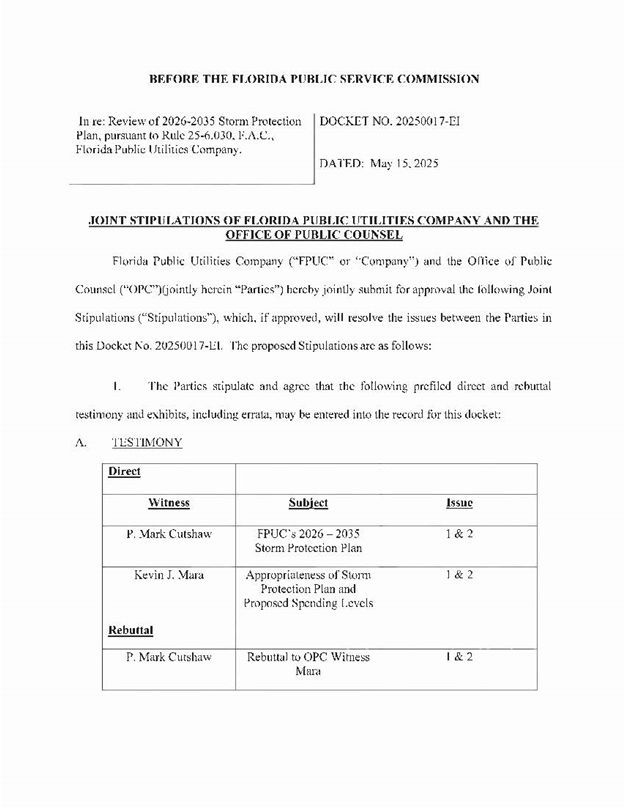 BEFORE THE FLORIDA PUBLIC SERVICE COMMISSION
In re: Review of 2026-2035 Storm Protection
Plan, pursuant to Rule 25-6.030, F.A.C.,
Florida Public Utilities Company.
DOCKET NO. 20250017-EI
DATED: May 15, 2025
JOINT STIPULATIONS OF FLORIDA PUBLIC UTILITIES COMPANY AND THE
OFFICE OF PUBLIC COUNSEL
Florida Public Utilities Company ("FPUC" or "Company") and the Office of Public
Counsel ("OPC")(jointly herein "Parties") hereby jointly submit for approval the following Joint
Stipulations ("Stipulations"), which, if approved, will resolve the issues between the Parties in
this Docket No. 20250017-EI. The proposed Stipulations are as follows:
1. The Parties stipulate and agree that the following prefiled direct and rebuttal
testimony and exhibits, including errata, may be entered into the record for this docket:
A. TESTIMONY
Direct
Witness Subject Issue
P. Mark Cutshaw FPUC's 2026 – 2035 1 & 2
Storm Protection Plan
Kevin J. Mara Appropriateness of Storm 1 & 2
Protection Plan and
Proposed Spending Levels
Rebuttal
P. Mark Cutshaw Rebuttal to OPC Witness 1 & 2
Mara